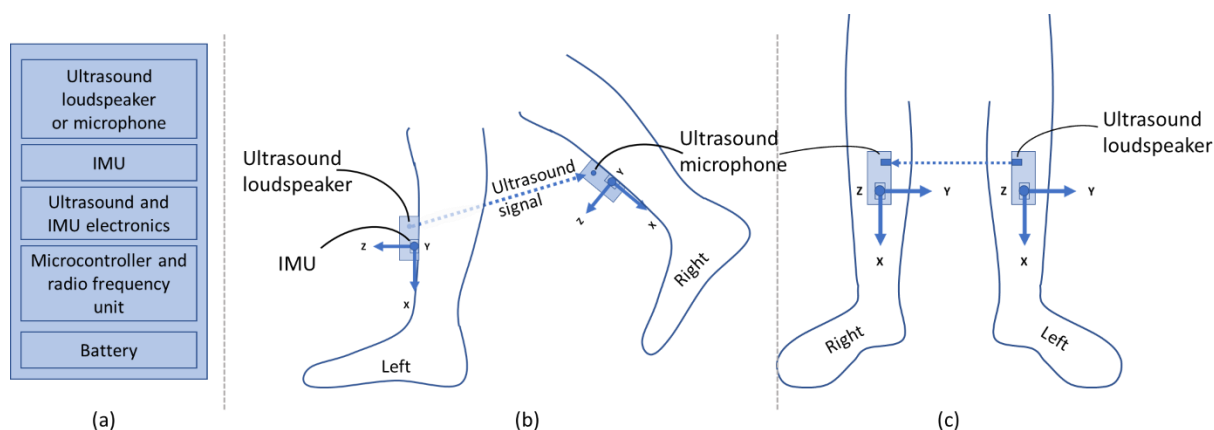 Ultrasound
loudspeaker
or microphone
IMU
Ultrasound and
IMU electronics
Microcontroller and
radio frequency
unit
Battery
(a)
Ultrasound
loudspeaker
IMU
Z
Y
X
Left
Ultrasound
signal
Y
Z
X
Right
Ultrasound
microphone
(b)
Z
Y
X
Right
Ultrasound
loudspeaker
Z
Y
X
Left
(c)